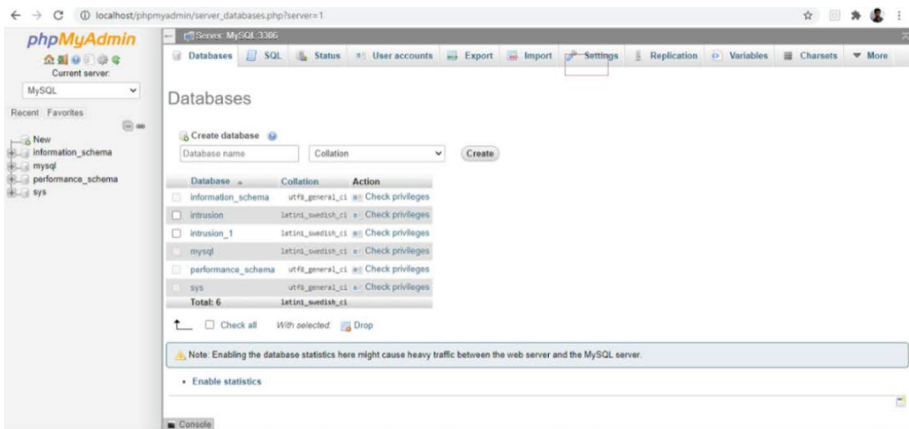 localhost/phpmyadmin/server_databases.php?server=1
phpMyAdmin
Current server:
MySQL
Recent Favorites
New
information_schema
mysql
performance_schema
sys
Server: MySQL:3306
Databases SQL Status User accounts Export Import Settings Replication Variables Charsets More
Databases
Create database
Database name Collation Create
Database Collation Action
information_schema utf8_general_ci Check privileges
intrusion latin1_swedish_ci Check privileges
intrusion_1 latin1_swedish_ci Check privileges
mysql latin1_swedish_ci Check privileges
performance_schema utf8_general_ci Check privileges
sys utf8_general_ci Check privileges
Total: 6 latin1_swedish_ci
Check all With selected: Drop
Note: Enabling the database statistics here might cause heavy traffic between the web server and the MySQL server.
Enable statistics
Console